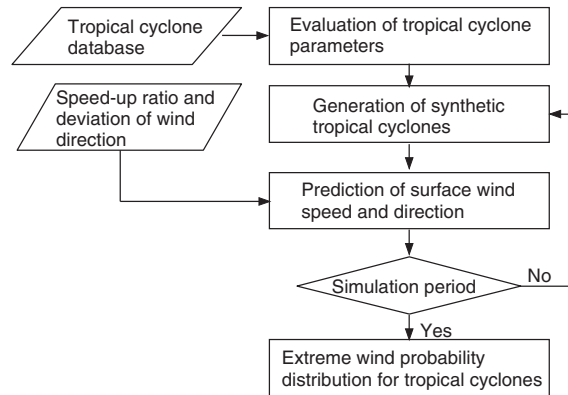 Tropical cyclone
database
Evaluation of tropical cyclone
parameters
Speed-up ratio and
deviation of wind
direction
Generation of synthetic
tropical cyclones
Prediction of surface wind
speed and direction
Simulation period
No
Yes
Extreme wind probability
distribution for tropical cyclones